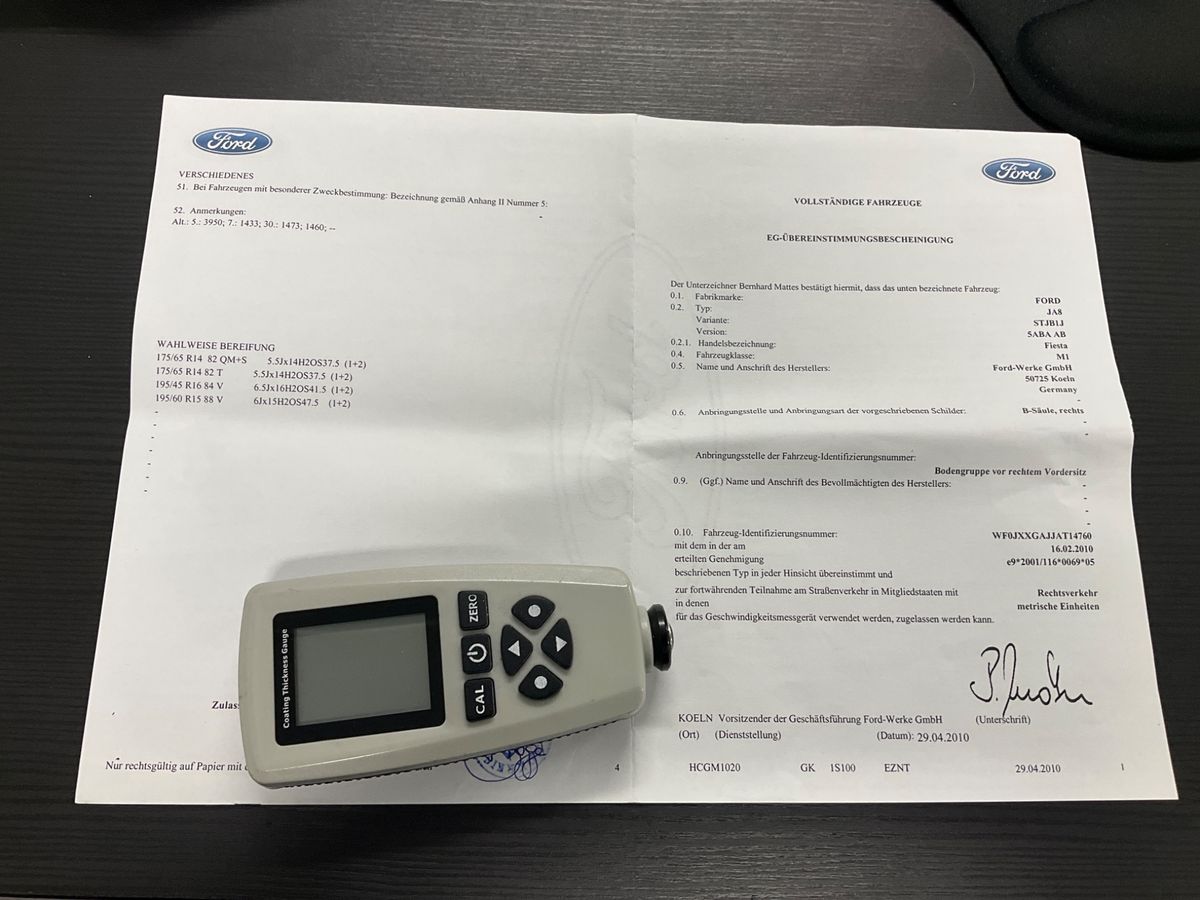 Ford
VERSCHIEDENES
51. Bei Fahrzeugen mit besonderer Zweckbestimmung: Bezeichnung gemäß Anhang II Nummer 5:
-
52. Anmerkungen:
Alt.: 5.: 3950; 7.: 1433; 30.: 1473; 1460; --
WAHLWEISE BEREIFUNG
175/65 R14 82 QM+S 5.5Jx14H2OS37.5 (1+2)
175/65 R14 82 T 5.5Jx14H2OS37.5 (1+2)
195/45 R16 84 V 6.5Jx16H2OS41.5 (1+2)
195/60 R15 88 V 6Jx15H2OS47.5 (1+2)
-
-
-
-
-
-
-
Zulas
Nur rechtsgültig auf Papier mit
4
Coating Thickness Gauge
ZERO
CAL
Ford
VOLLSTÄNDIGE FAHRZEUGE
EG-ÜBEREINSTIMMUNGSBESCHEINIGUNG
Der Unterzeichner Bernhard Mattes bestätigt hiermit, dass das unten bezeichnete Fahrzeug:
0.1. Fabrikmarke: FORD
0.2. Typ: JA8
Variante: STJB1J
Version: 5ABA AB
0.2.1. Handelsbezeichnung: Fiesta
0.4. Fahrzeugklasse: M1
0.5. Name und Anschrift des Herstellers: Ford-Werke GmbH
50725 Koeln
Germany
0.6. Anbringungsstelle und Anbringungsart der vorgeschriebenen Schilder: B-Säule, rechts
-
-
Anbringungsstelle der Fahrzeug-Identifizierungsnummer:
Bodengruppe vor rechtem Vordersitz
0.9. (Ggf.) Name und Anschrift des Bevollmächtigten des Herstellers:
-
-
-
-
0.10. Fahrzeug-Identifizierungsnummer: WF0JXXGAJJAT14760
mit dem in der am 16.02.2010
erteilten Genehmigung e9*2001/116*0069*05
beschriebenen Typ in jeder Hinsicht übereinstimmt und
zur fortwährenden Teilnahme am Straßenverkehr in Mitgliedstaaten mit Rechtsverkehr
in denen metrische Einheiten
für das Geschwindigkeitsmessgerät verwendet werden, zugelassen werden kann.
KOELN Vorsitzender der Geschäftsführung Ford-Werke GmbH (Unterschrift)
(Ort) (Dienststellung) (Datum): 29.04.2010
HCGM1020 GK 1S100 EZNT 29.04.2010 1